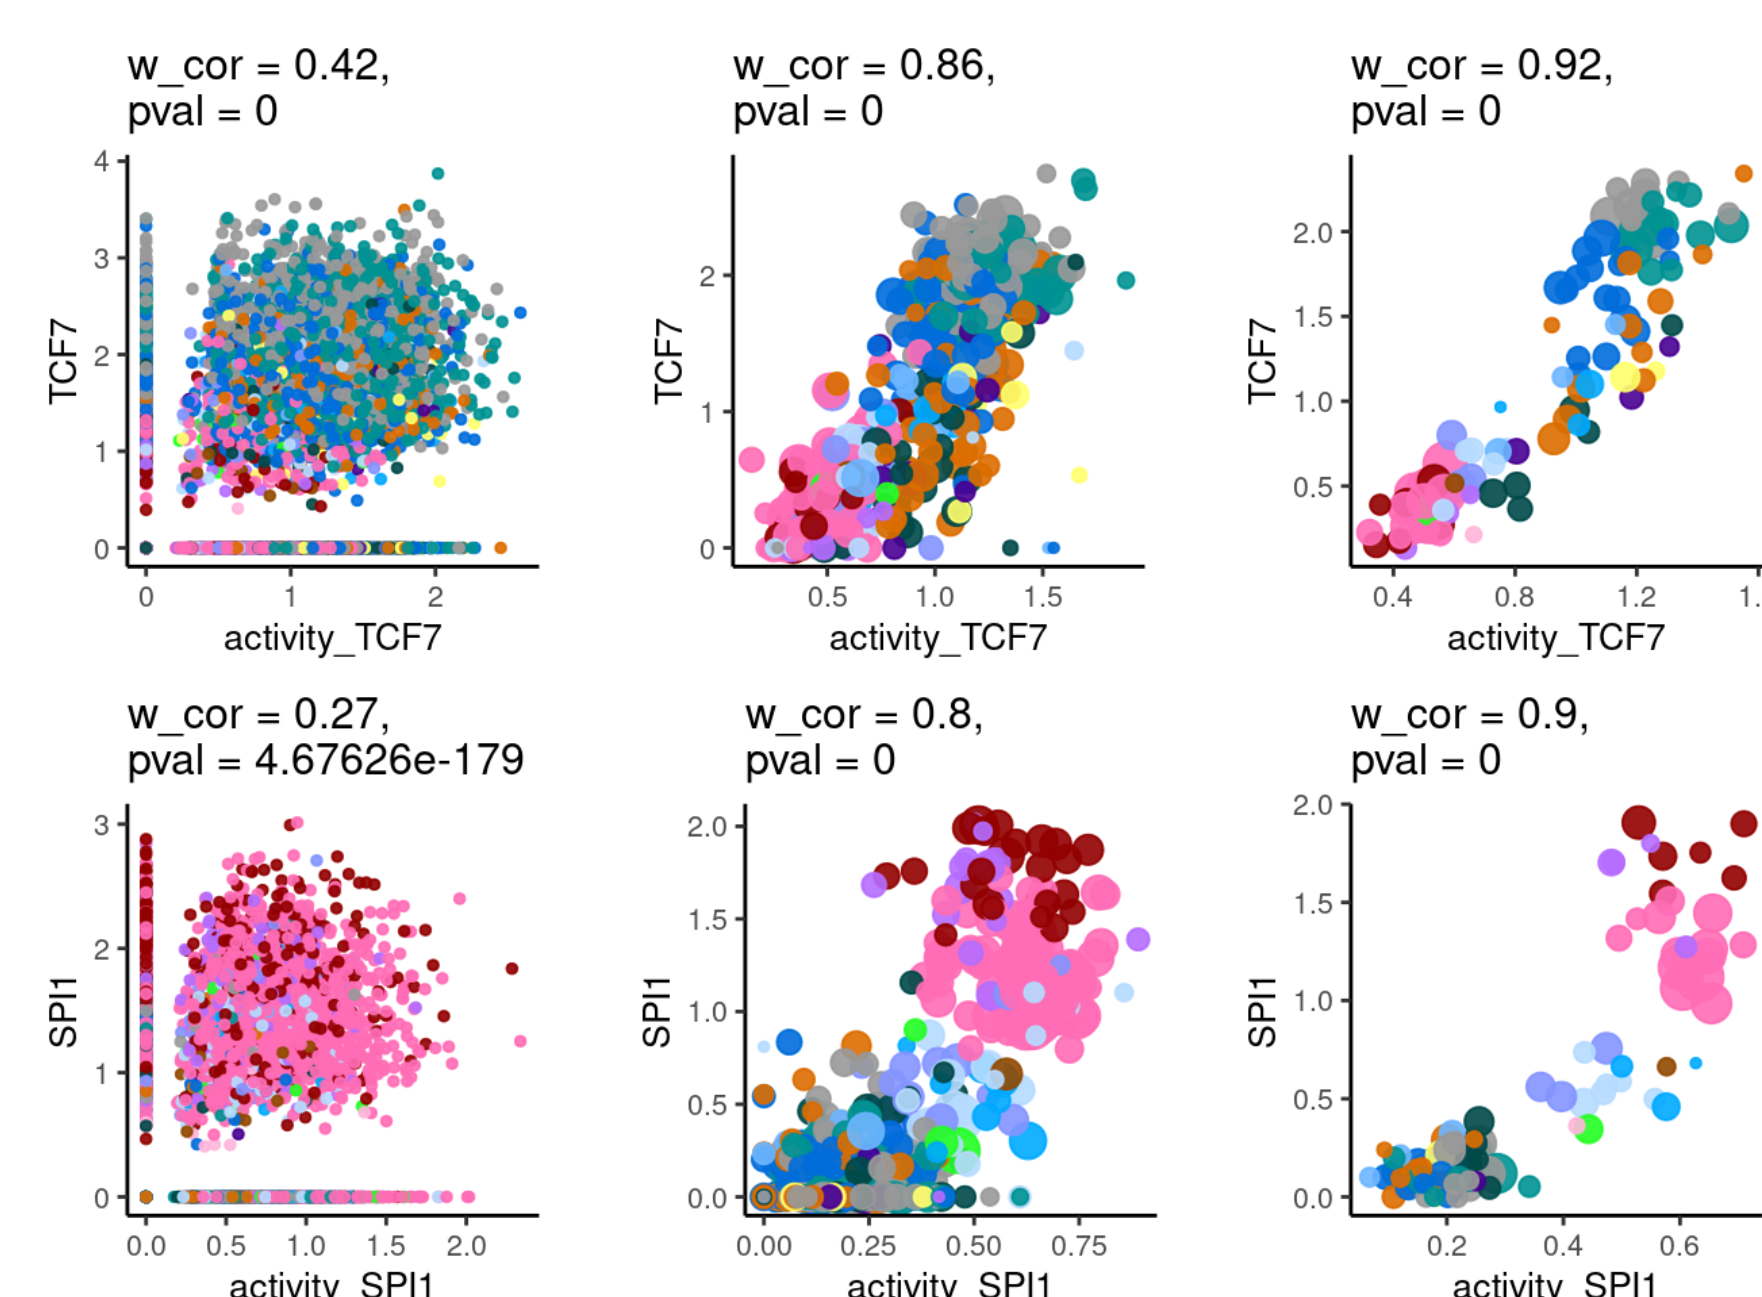 w_cor = 0.42,
pval = 0
w_cor = 0.86,
pval = 0
w_cor = 0.92,
pval = 0
TCF7
4
3
2
1
0
0
1
2
activity_TCF7
TCF7
2
1
0
0.5
1.0
1.5
activity_TCF7
TCF7
2.0
1.5
1.0
0.5
0.4
0.8
1.2
1.
activity_TCF7
w_cor = 0.27,
pval = 4.67626e-179
w_cor = 0.8,
pval = 0
w_cor = 0.9,
pval = 0
SPI1
3
2
1
0
0.0
0.5
1.0
1.5
2.0
activity_SPI1
SPI1
2.0
1.5
1.0
0.5
0.0
0.00
0.25
0.50
0.75
activity_SPI1
SPI1
2.0
1.5
1.0
0.5
0.0
0.2
0.4
0.6
activity_SPI1